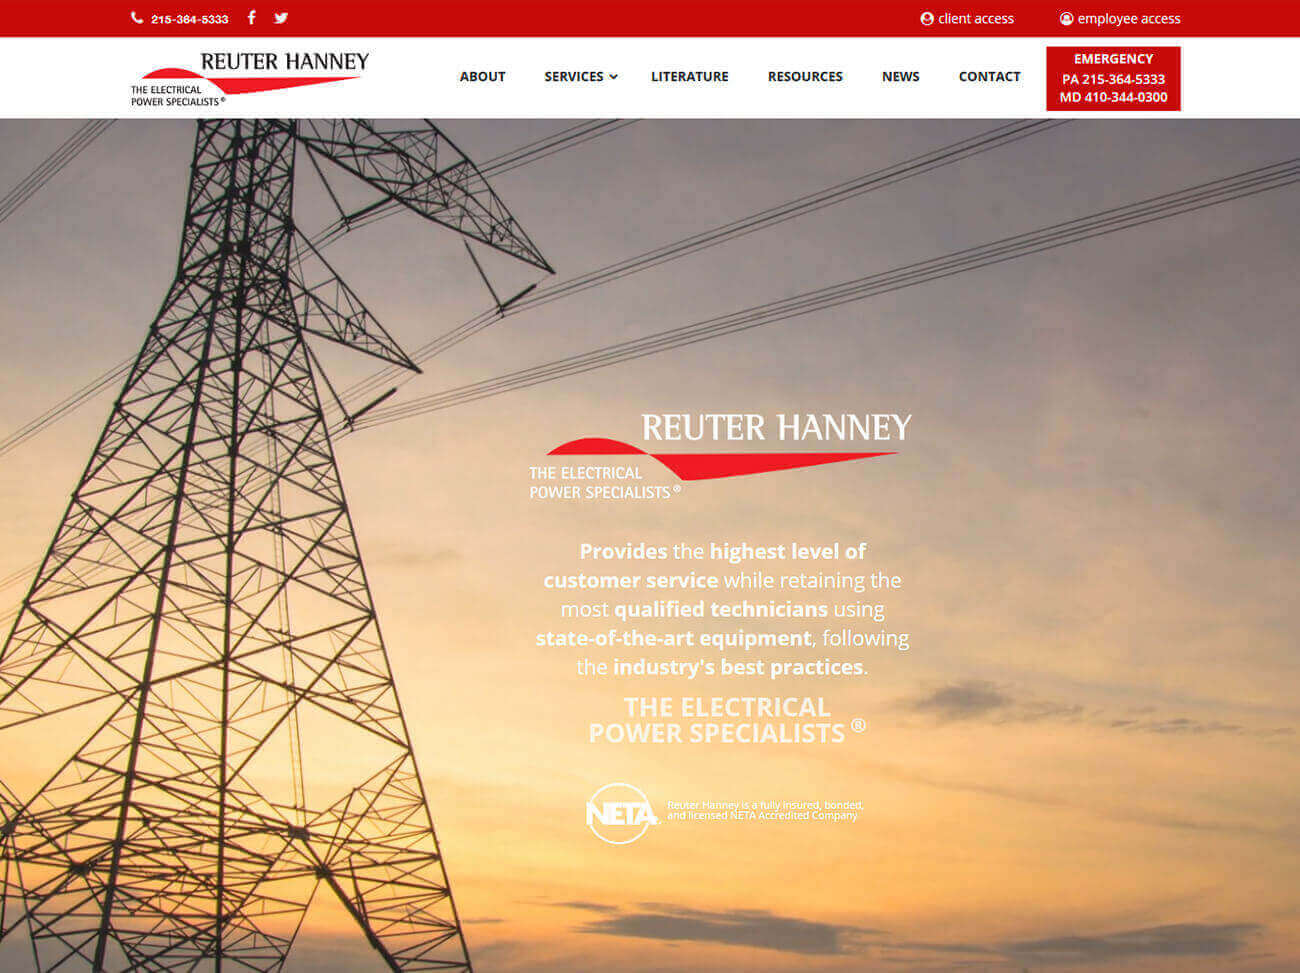 215-364-5333
client access
employee access
REUTER HANNEY
THE ELECTRICAL
POWER SPECIALISTS®
ABOUT
SERVICES
LITERATURE
RESOURCES
NEWS
CONTACT
EMERGENCY
PA 215-364-5333
MD 410-344-0300
REUTER HANNEY
THE ELECTRICAL
POWER SPECIALISTS®
Provides the highest level of
customer service while retaining the
most qualified technicians using
state-of-the-art equipment, following
the industry's best practices.
THE ELECTRICAL
POWER SPECIALISTS ®
NETA
Reuter Hanney is a fully insured, bonded,
and licensed NETA Accredited Company